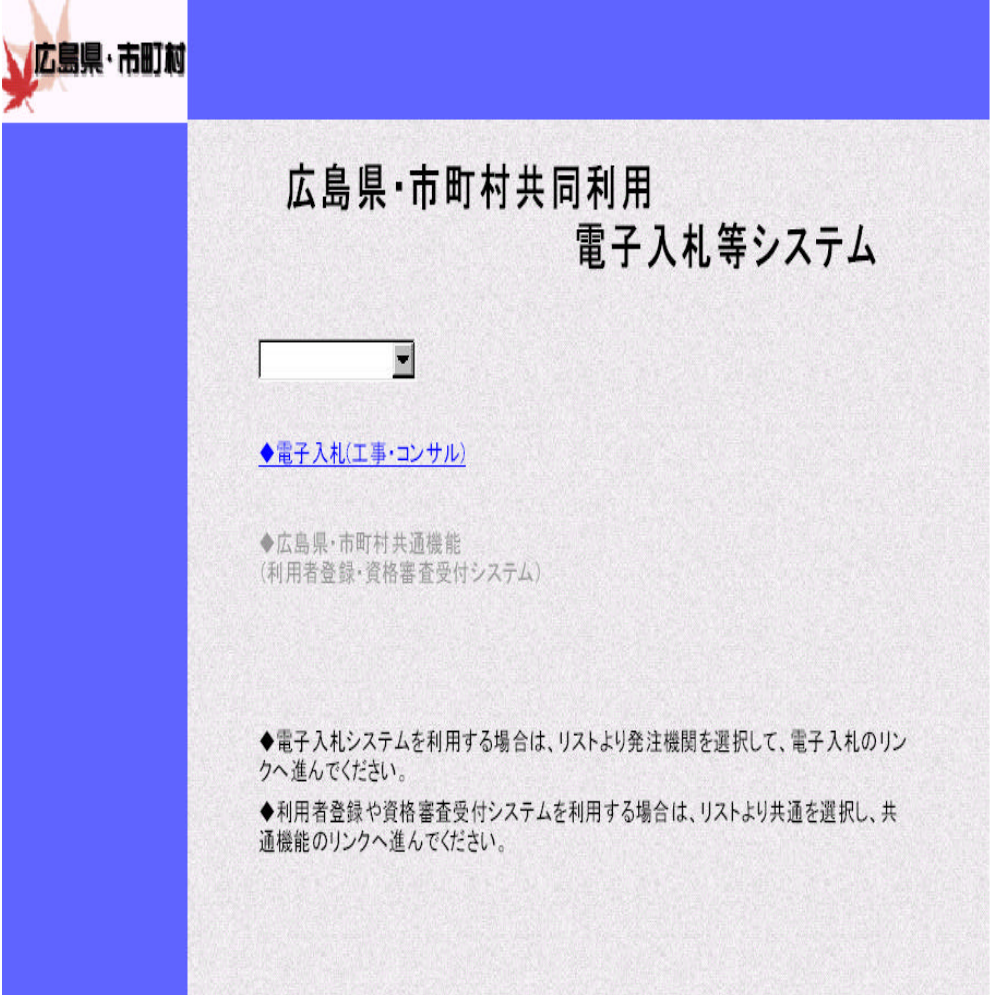 広島県・市町村
広島県・市町村共同利用
電子入札等システム
◆電子入札(工事・コンサル)
◆広島県・市町村共通機能
(利用者登録・資格審査受付システム)
◆電子入札システムを利用する場合は、リストより発注機関を選択して、電子入札のリン
クへ進んでください。
◆利用者登録や資格審査受付システムを利用する場合は、リストより共通を選択し、共
通機能のリンクへ進んでください。